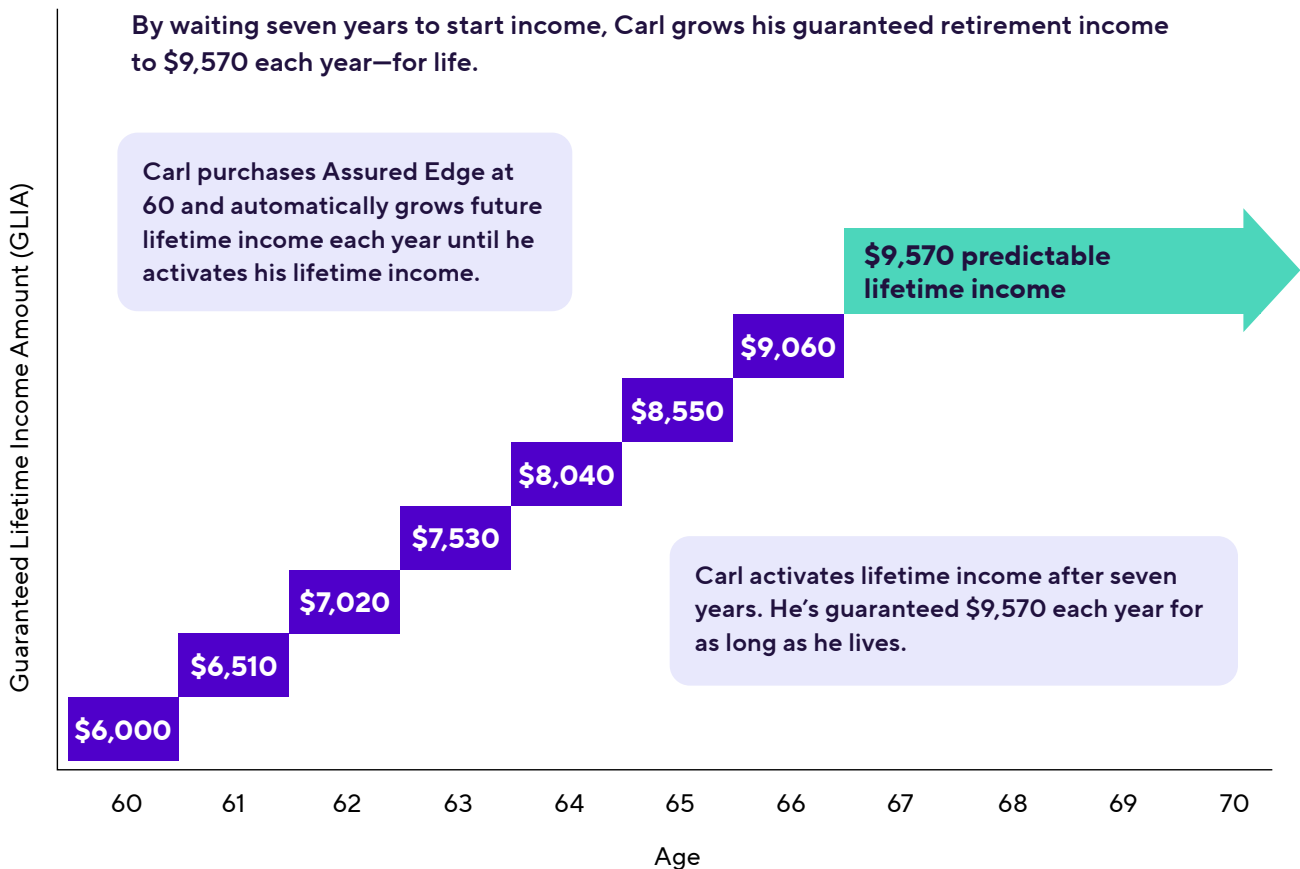 By waiting seven years to start income, Carl grows his guaranteed retirement income
to $9,570 each year—for life.
Carl purchases Assured Edge at
60 and automatically grows future
lifetime income each year until he
activates his lifetime income.
$9,570 predictable
lifetime income
$9,060
$8,550
$8,040
$7,530
$7,020
$6,510
$6,000
Carl activates lifetime income after seven
years. He’s guaranteed $9,570 each year for
as long as he lives.
Guaranteed Lifetime Income Amount (GLIA)
60 61 62 63 64 65 66 67 68 69 70
Age